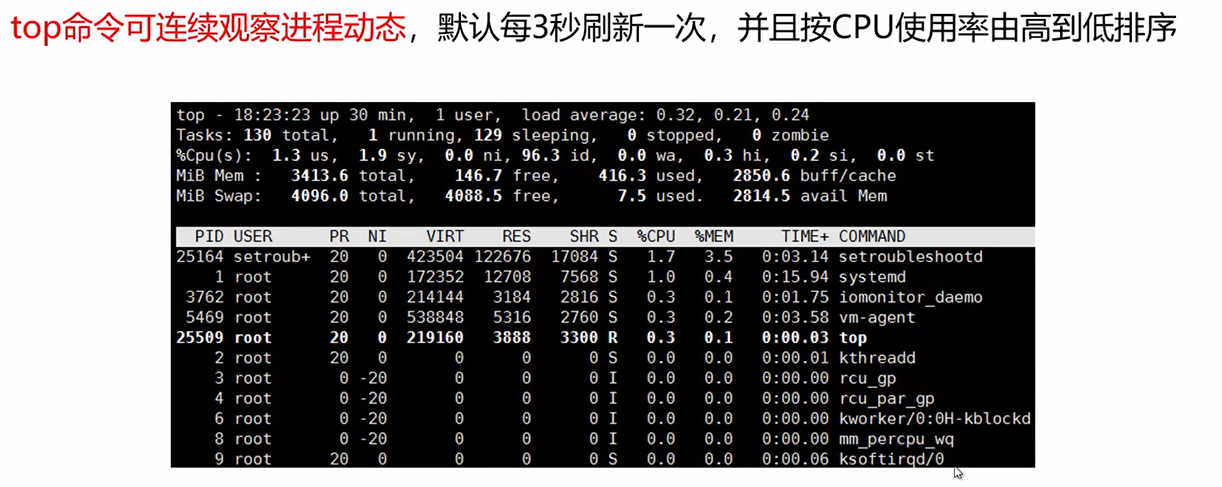 top命令可连续观察进程动态，默认每3秒刷新一次，并且按CPU使用率由高到低排序
top - 18:23:23 up 30 min,  1 user,  load average: 0.32, 0.21, 0.24
Tasks: 130 total,   1 running, 129 sleeping,   0 stopped,   0 zombie
%Cpu(s):  1.3 us,  1.9 sy,  0.0 ni, 96.3 id,  0.0 wa,  0.3 hi,  0.2 si,  0.0 st
MiB Mem :   3413.6 total,    146.7 free,    416.3 used,   2850.6 buff/cache
MiB Swap:   4096.0 total,   4088.5 free,      7.5 used.   2814.5 avail Mem
PID USER      PR  NI    VIRT    RES    SHR S  %CPU  %MEM     TIME+ COMMAND
25164 setroub+  20   0  423504 122676  17084 S   1.7   3.5   0:03.14 setroubleshootd
1 root      20   0  172352  12708   7568 S   1.0   0.4   0:15.94 systemd
3762 root      20   0  214144   3184   2816 S   0.3   0.1   0:01.75 iomonitor_daemo
5469 root      20   0  538848   5316   2760 S   0.3   0.2   0:03.58 vm-agent
25509 root      20   0  219160   3888   3300 R   0.3   0.1   0:00.03 top
2 root      20   0       0      0      0 S   0.0   0.0   0:00.01 kthreadd
3 root       0 -20       0      0      0 I   0.0   0.0   0:00.00 rcu_gp
4 root       0 -20       0      0      0 I   0.0   0.0   0:00.00 rcu_par_gp
6 root       0 -20       0      0      0 I   0.0   0.0   0:00.00 kworker/0:0H-kblockd
8 root       0 -20       0      0      0 I   0.0   0.0   0:00.00 mm_percpu_wq
9 root      20   0       0      0      0 S   0.0   0.0   0:00.06 ksoftirqd/0